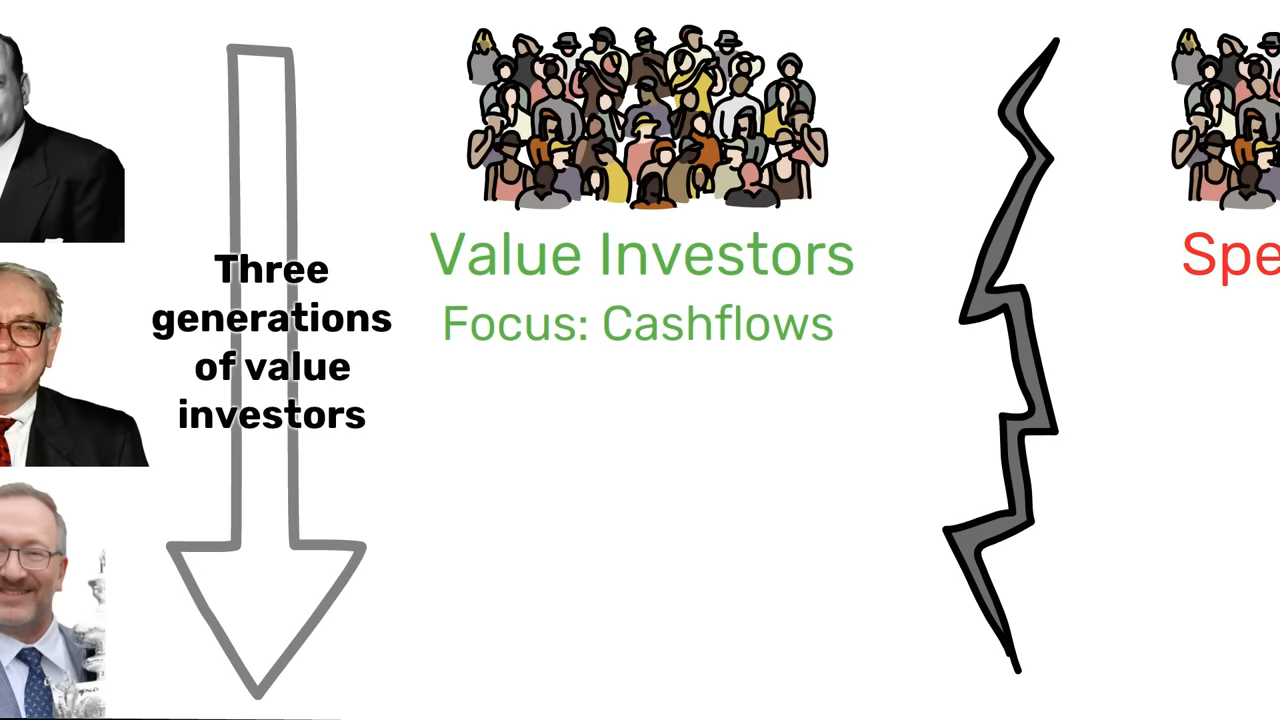 Three
generations
of value
investors
Value Investors
Focus: Cashflows
Spe